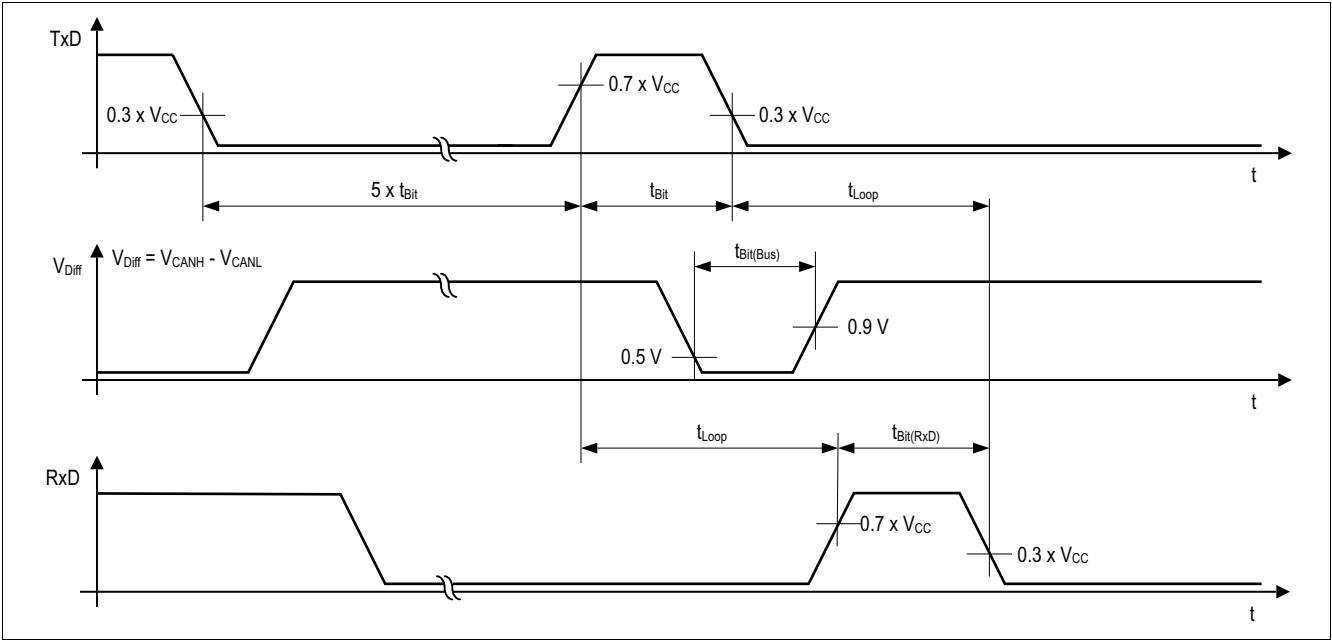 TxD
0.7 x VCC
0.3 x VCC
0.3 x VCC
t
5 x tBit
tBit
tLoop
VDiff
VDiff = VCANH - VCANL
tBit(Bus)
0.9 V
0.5 V
t
tLoop
tBit(RxD)
RxD
0.7 x VCC
0.3 x VCC
t